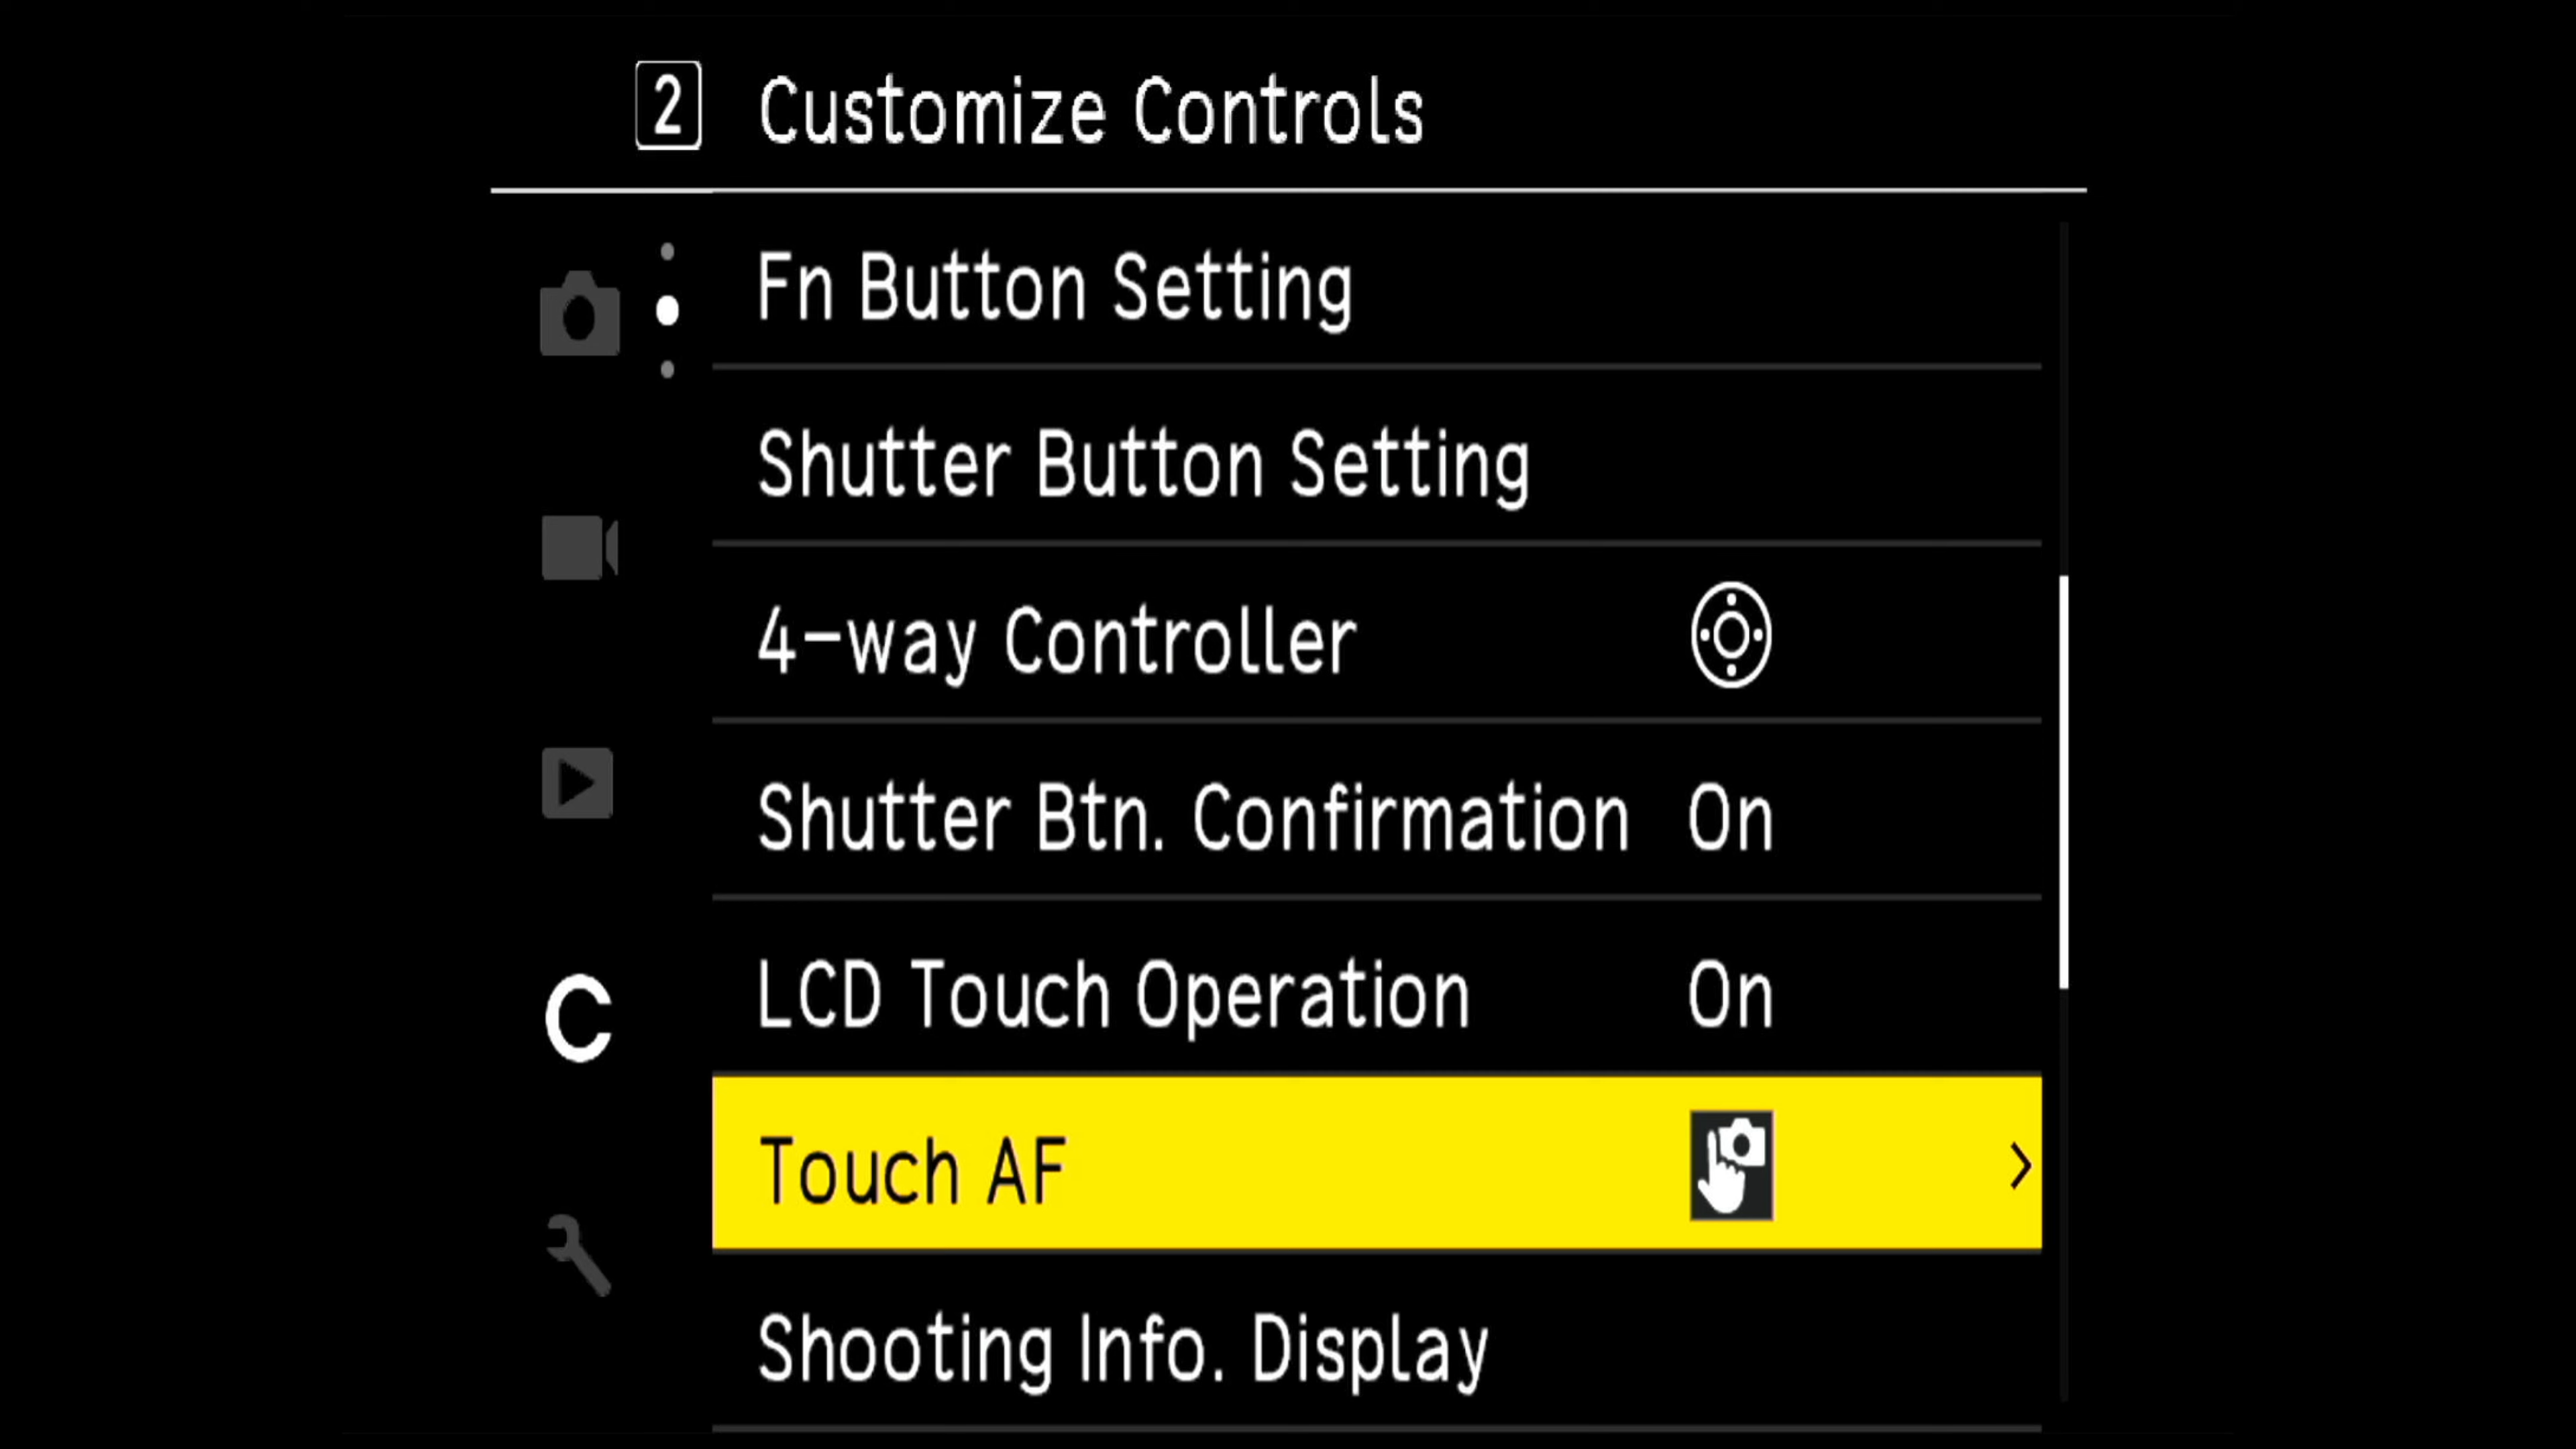 2 Customize Controls
Fn Button Setting
Shutter Button Setting
4-way Controller
Shutter Btn. Confirmation On
LCD Touch Operation On
C
Touch AF
Shooting Info. Display